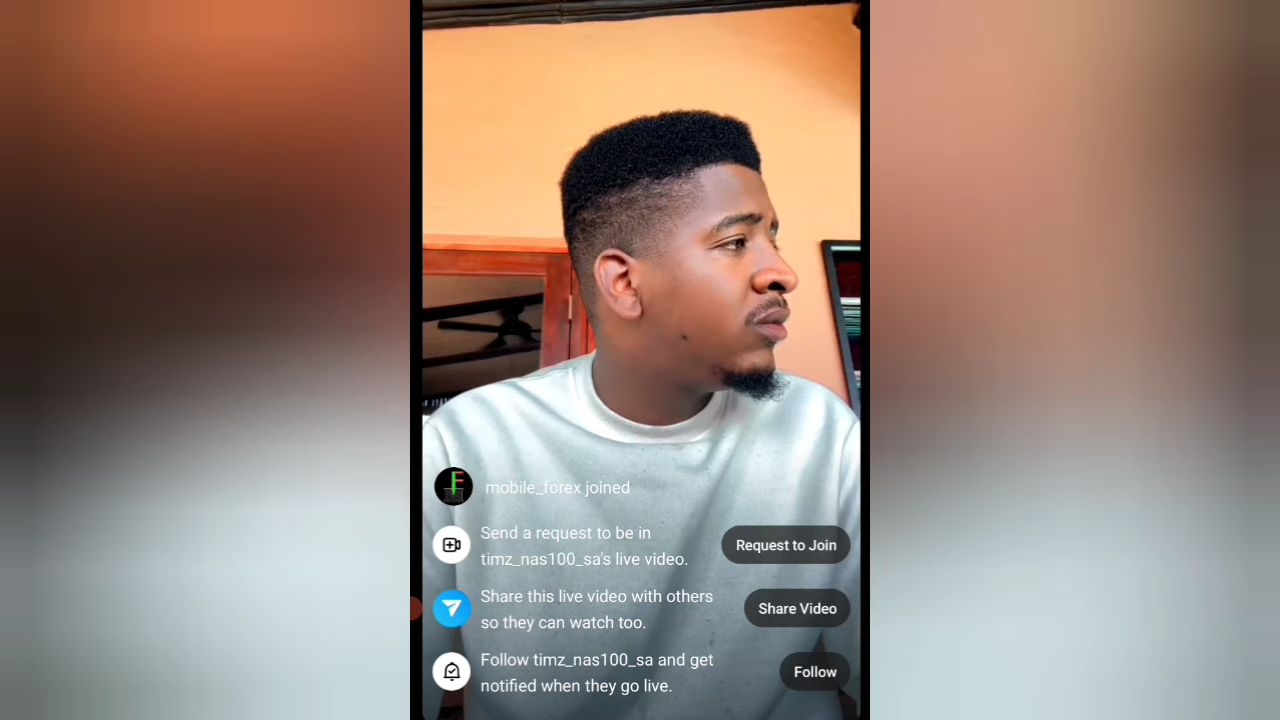 mobile_forex joined
Send a request to be in
timz_nas100_sa's live video.
Request to Join
Share this live video with others
so they can watch too.
Share Video
Follow timz_nas100_sa and get
notified when they go live.
Follow